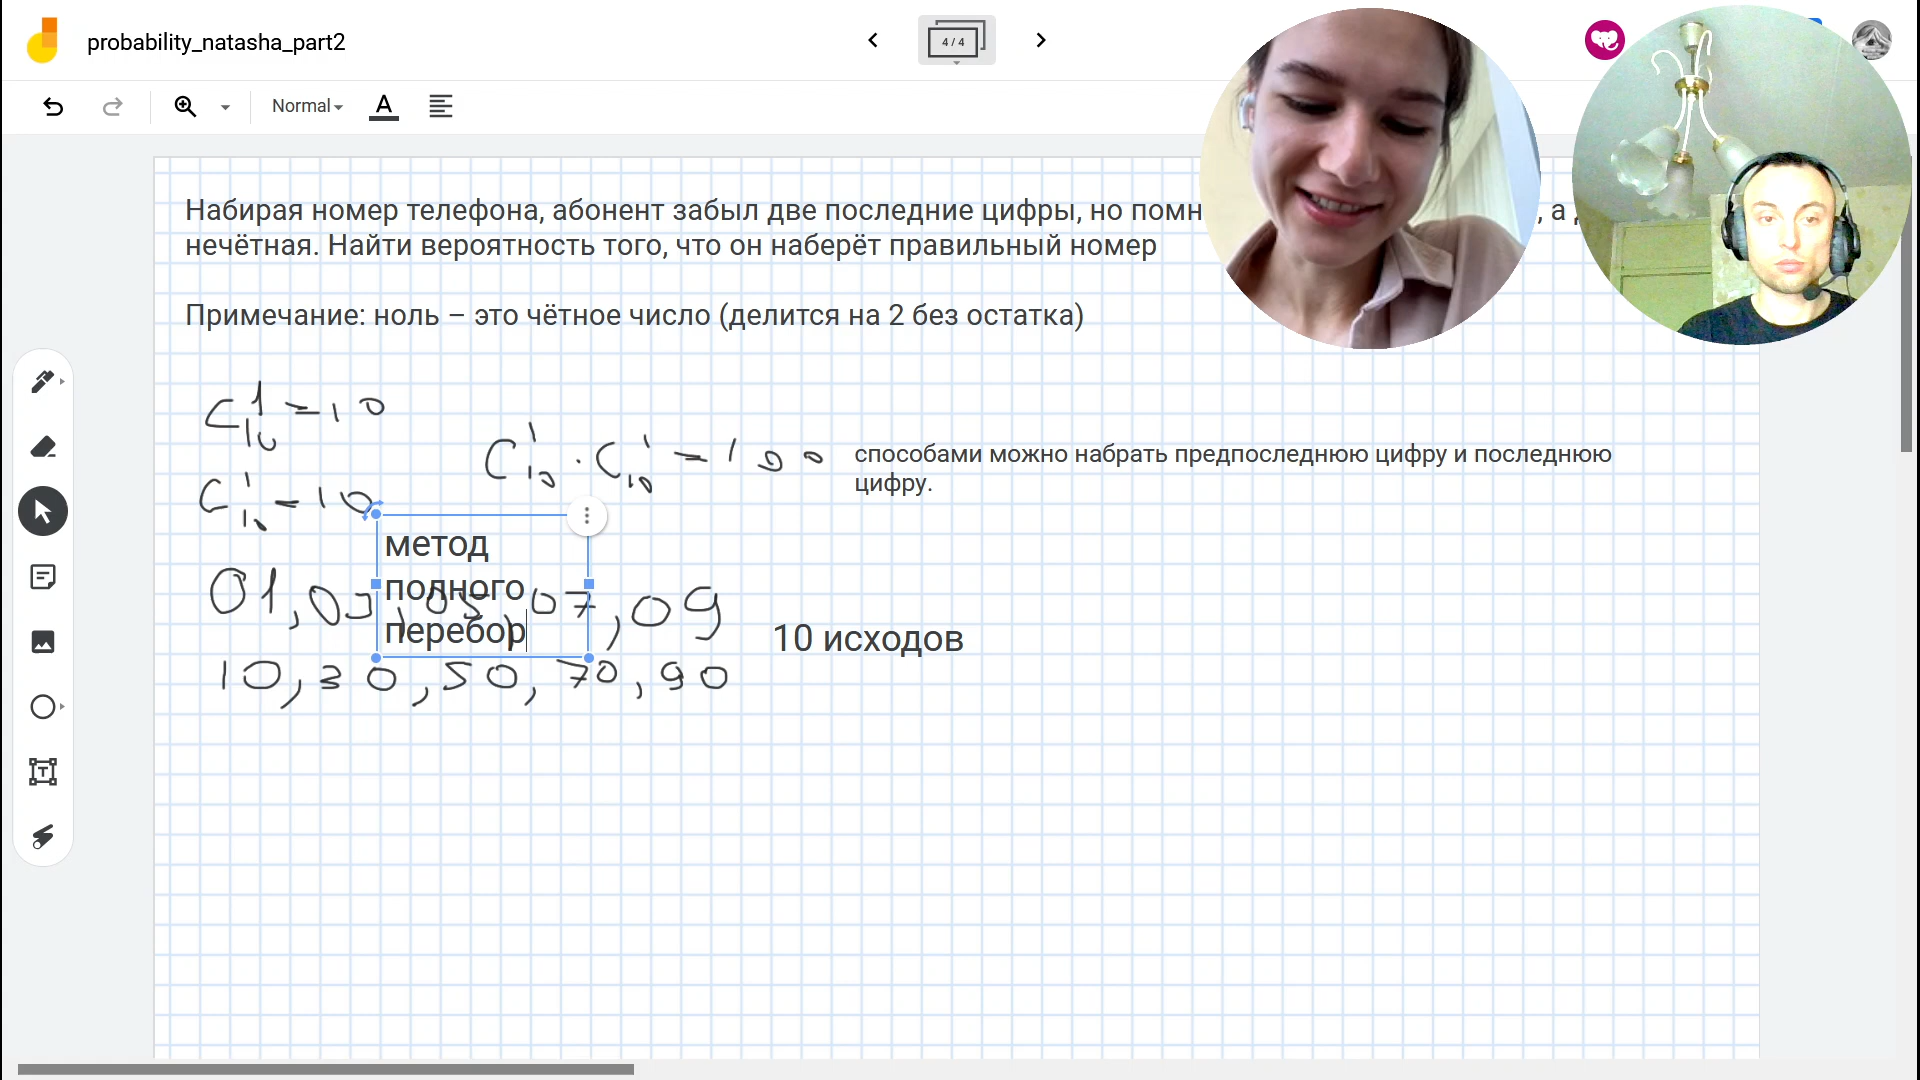 probability_natasha_part2
4 / 4
Normal
A
Набирая номер телефона, абонент забыл две последние цифры, но помн , а
нечётная. Найти вероятность того, что он наберёт правильный номер
Примечание: ноль – это чётное число (делится на 2 без остатка)
C¹₁₀ = 10
C¹₁₀ · C¹₁₀ = 100
способами можно набрать предпоследнюю цифру и последнюю
цифру.
C¹₁₀ = 10
метод
полного
перебор
01, 03, 05, 07, 09
10 исходов
10, 30, 50, 70, 90